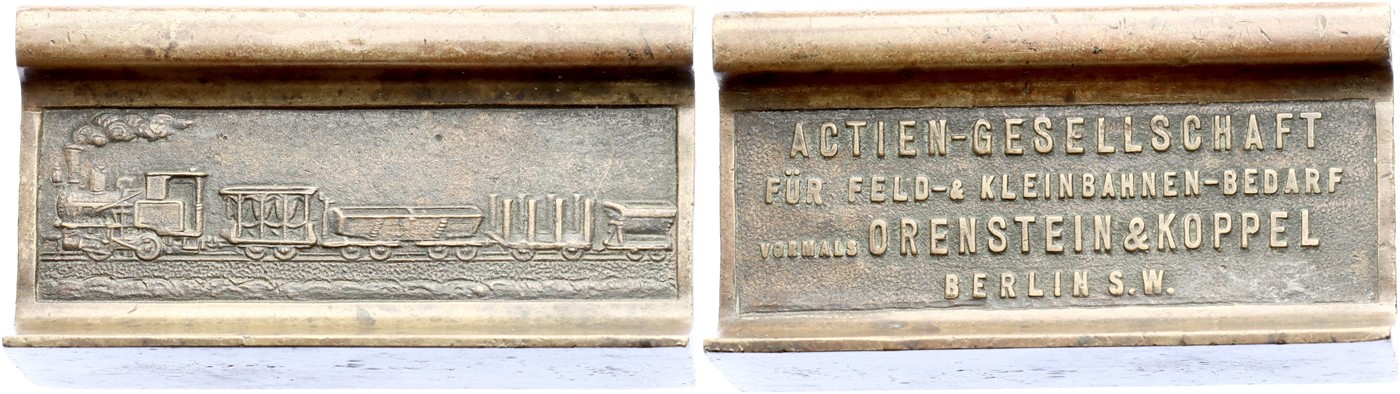 ACTIEN-GESELLSCHAFT
FÜR FELD-& KLEINBAHNEN-BEDARF
VORMALS ORENSTEIN & KOPPEL
BERLIN S.W.